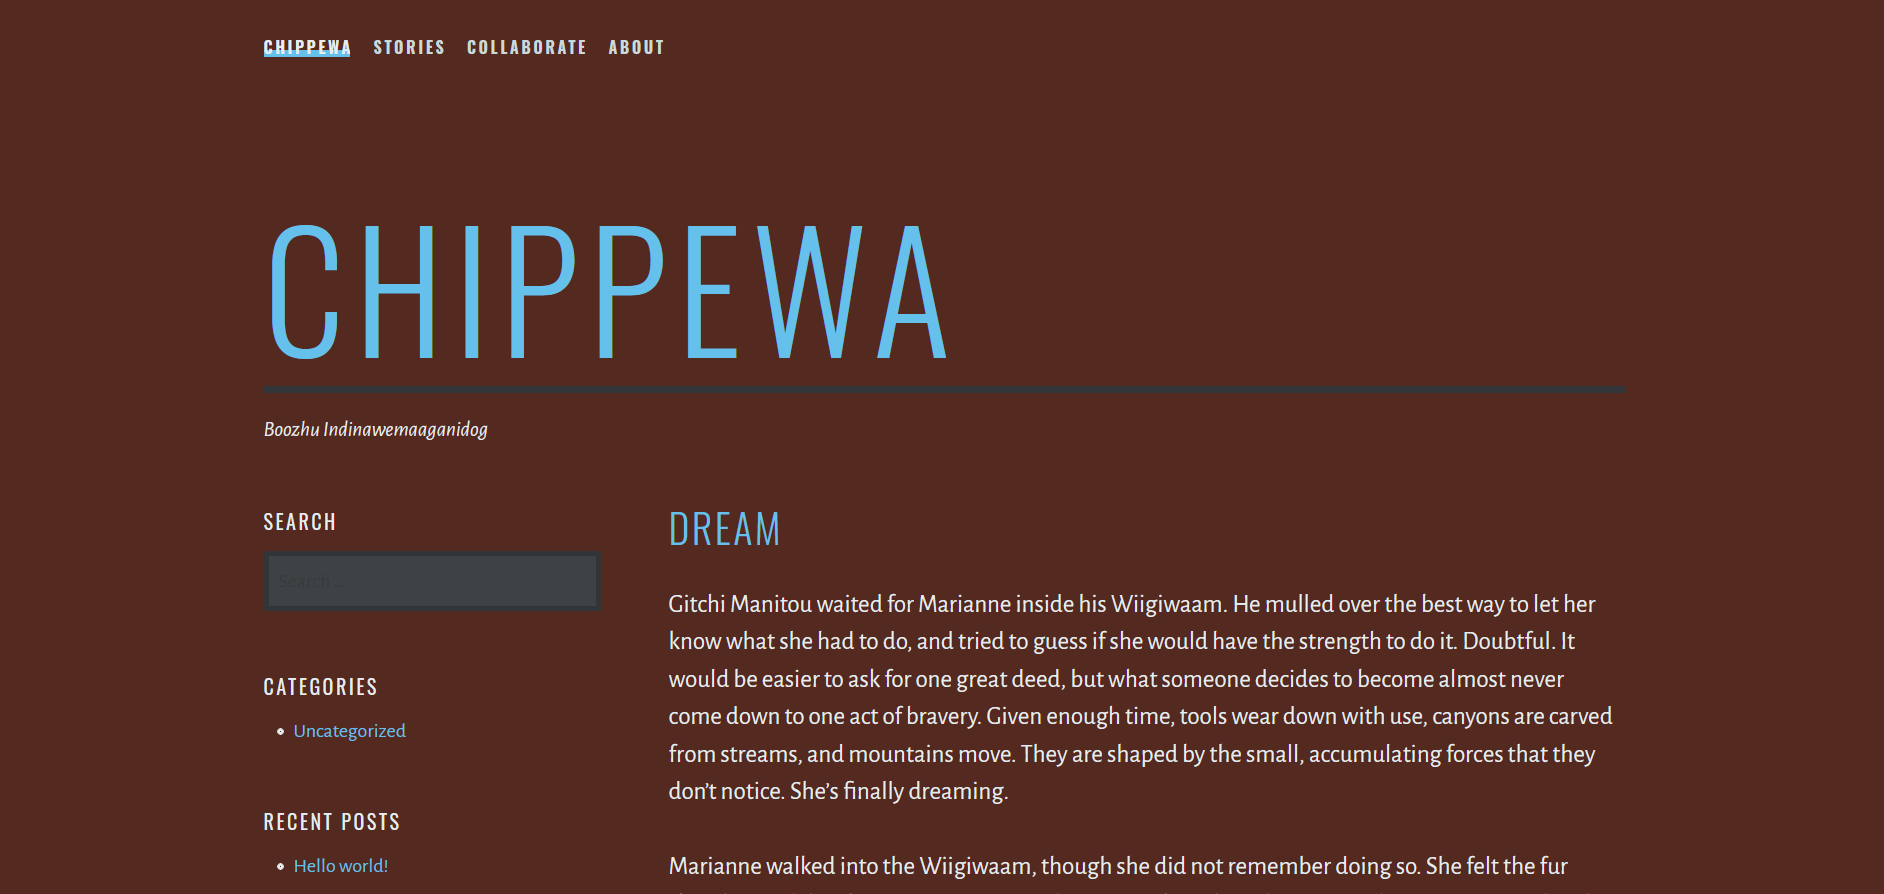 CHIPPEWA STORIES COLLABORATE ABOUT
CHIPPEWA
Boozhu Indinawemaaganidog
SEARCH
Search …
CATEGORIES
Uncategorized
RECENT POSTS
Hello world!
DREAM
Gitchi Manitou waited for Marianne inside his Wiigiwaam. He mulled over the best way to let her
know what she had to do, and tried to guess if she would have the strength to do it. Doubtful. It
would be easier to ask for one great deed, but what someone decides to become almost never
come down to one act of bravery. Given enough time, tools wear down with use, canyons are carved
from streams, and mountains move. They are shaped by the small, accumulating forces that they
don’t notice. She’s finally dreaming.
Marianne walked into the Wiigiwaam, though she did not remember doing so. She felt the fur